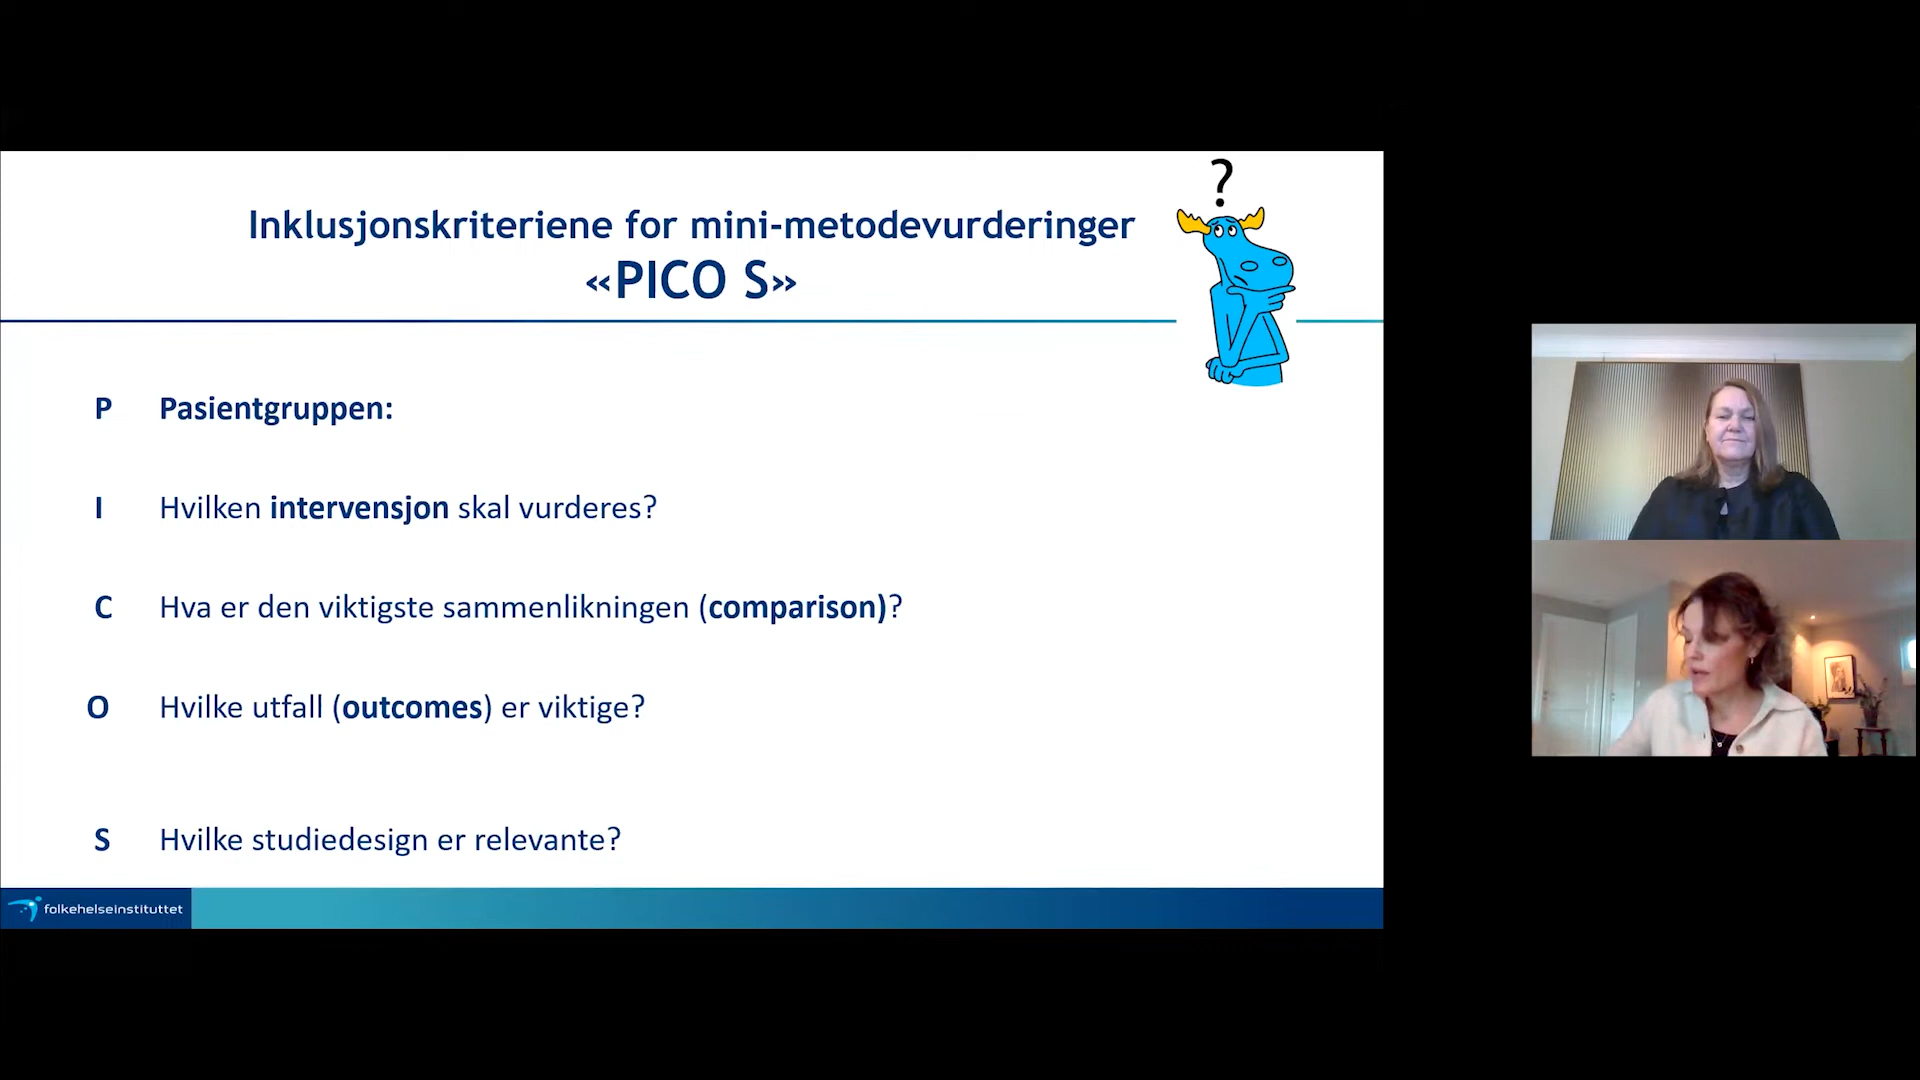 ?
Inklusjonskriteriene for mini-metodevurderinger
«PICO S»
P Pasientgruppen:
I Hvilken intervensjon skal vurderes?
C Hva er den viktigste sammenlikningen (comparison)?
O Hvilke utfall (outcomes) er viktige?
S Hvilke studiedesign er relevante?
folkehelseinstituttet